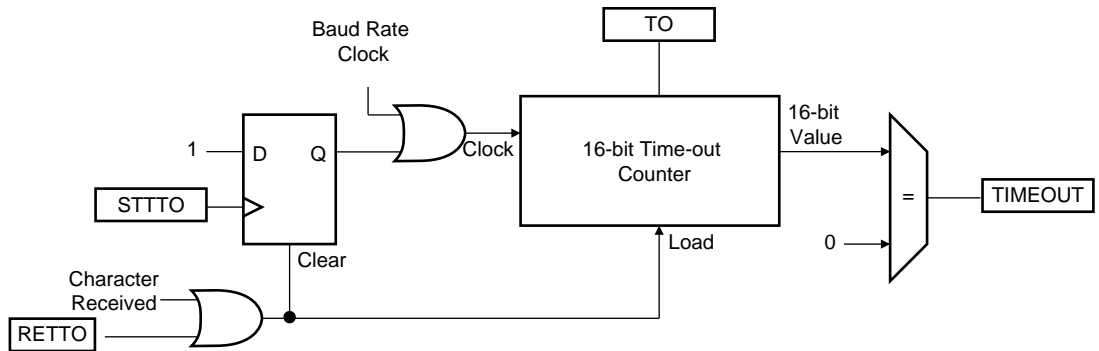 TO
Baud Rate
Clock
16-bit
Value
1
D
Q
Clock
16-bit Time-out
Counter
=
TIMEOUT
STTTO
0
Load
Clear
Character
Received
RETTO